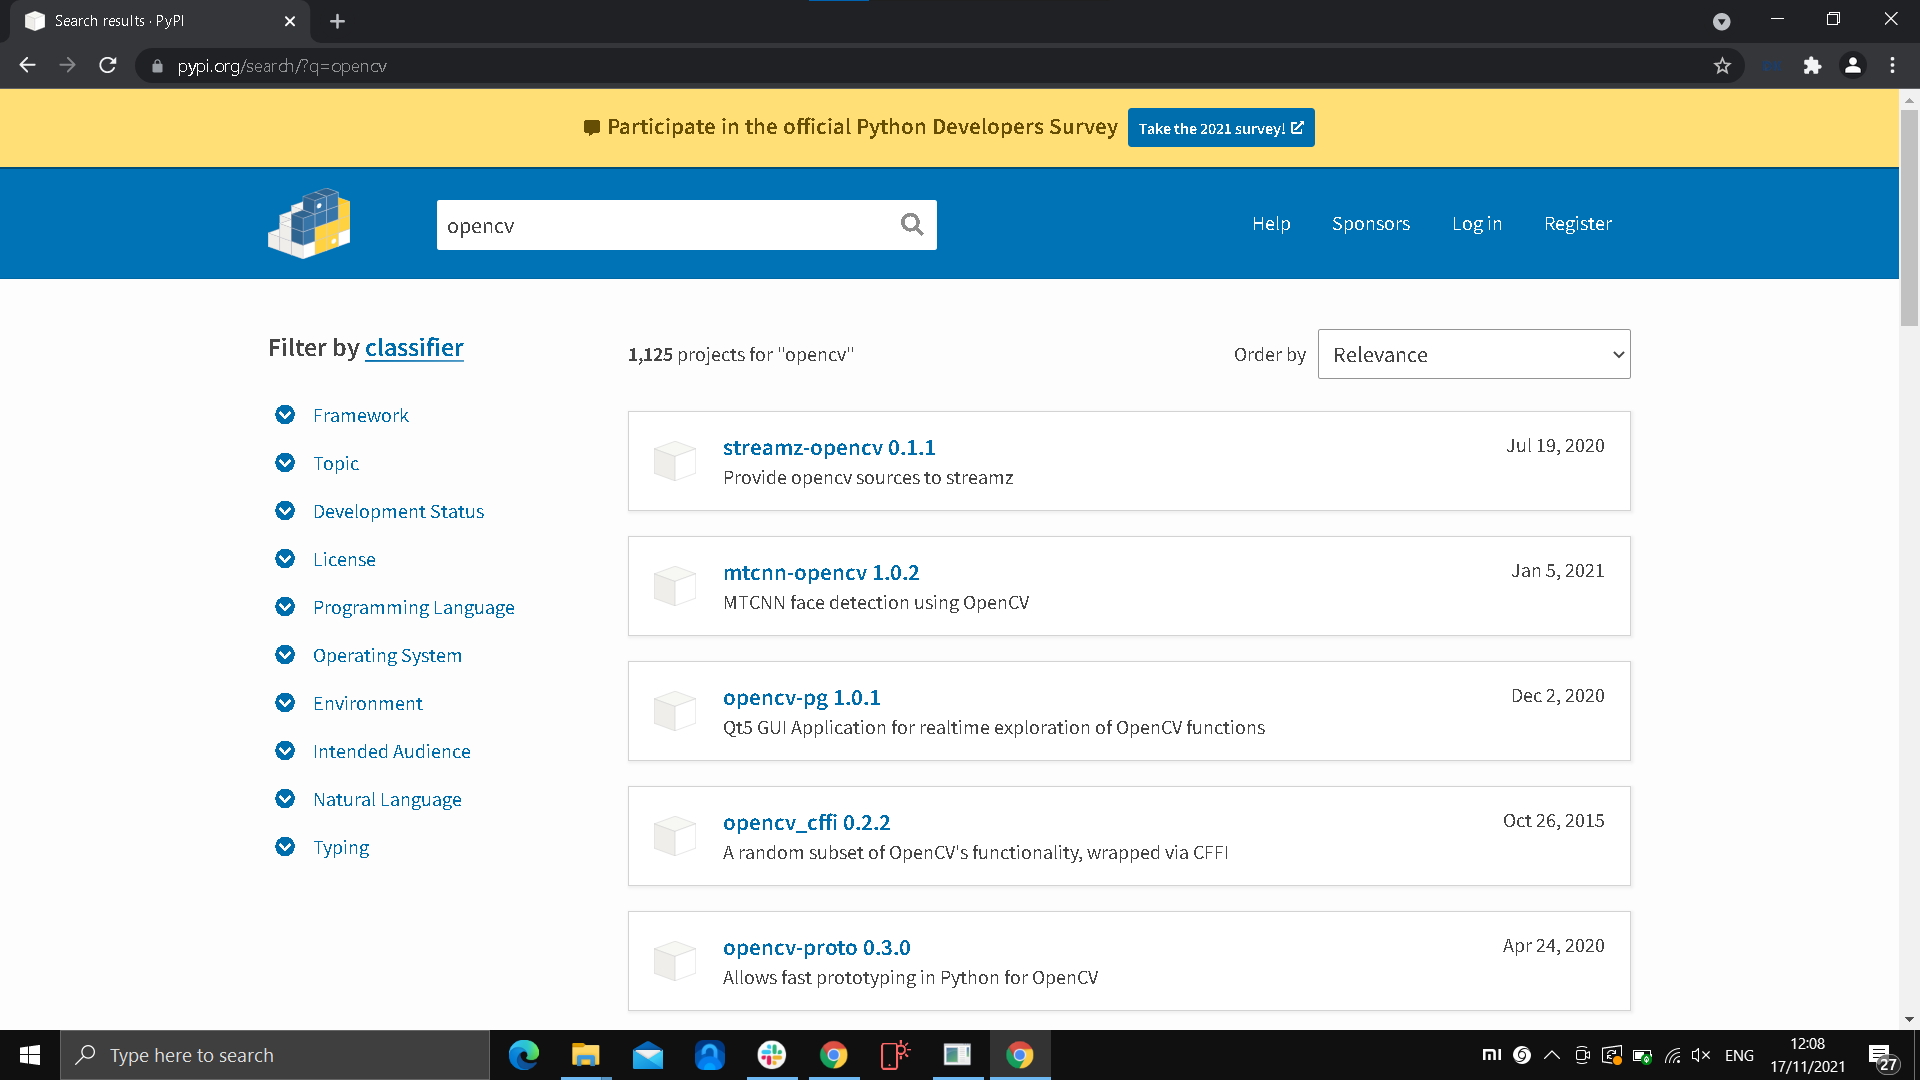 Search results · PyPI
pypi.org/search/?q=opencv
Participate in the official Python Developers Survey Take the 2021 survey!
opencv
Help Sponsors Log in Register
Filter by classifier
Framework
Topic
Development Status
License
Programming Language
Operating System
Environment
Intended Audience
Natural Language
Typing
1,125 projects for "opencv"
Order by Relevance
streamz-opencv 0.1.1
Jul 19, 2020
Provide opencv sources to streamz
mtcnn-opencv 1.0.2
Jan 5, 2021
MTCNN face detection using OpenCV
opencv-pg 1.0.1
Dec 2, 2020
Qt5 GUI Application for realtime exploration of OpenCV functions
opencv_cffi 0.2.2
Oct 26, 2015
A random subset of OpenCV's functionality, wrapped via CFFI
opencv-proto 0.3.0
Apr 24, 2020
Allows fast prototyping in Python for OpenCV
Type here to search
mi
ENG
12:08
17/11/2021
27